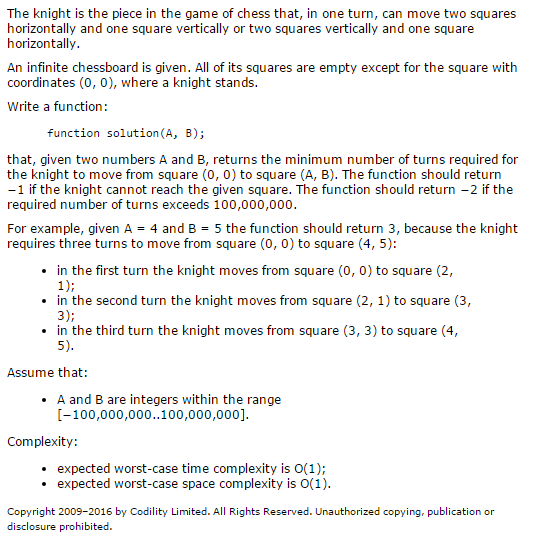 The knight is the piece in the game of chess that, in one turn, can move two squares
horizontally and one square vertically or two squares vertically and one square
horizontally.
An infinite chessboard is given. All of its squares are empty except for the square with
coordinates (0, 0), where a knight stands.
Write a function:
function solution(A, B);
that, given two numbers A and B, returns the minimum number of turns required for
the knight to move from square (0, 0) to square (A, B). The function should return
−1 if the knight cannot reach the given square. The function should return −2 if the
required number of turns exceeds 100,000,000.
For example, given A = 4 and B = 5 the function should return 3, because the knight
requires three turns to move from square (0, 0) to square (4, 5):
• in the first turn the knight moves from square (0, 0) to square (2,
1);
• in the second turn the knight moves from square (2, 1) to square (3,
3);
• in the third turn the knight moves from square (3, 3) to square (4,
5).
Assume that:
• A and B are integers within the range
[−100,000,000..100,000,000].
Complexity:
• expected worst-case time complexity is O(1);
• expected worst-case space complexity is O(1).
Copyright 2009–2016 by Codility Limited. All Rights Reserved. Unauthorized copying, publication or
disclosure prohibited.